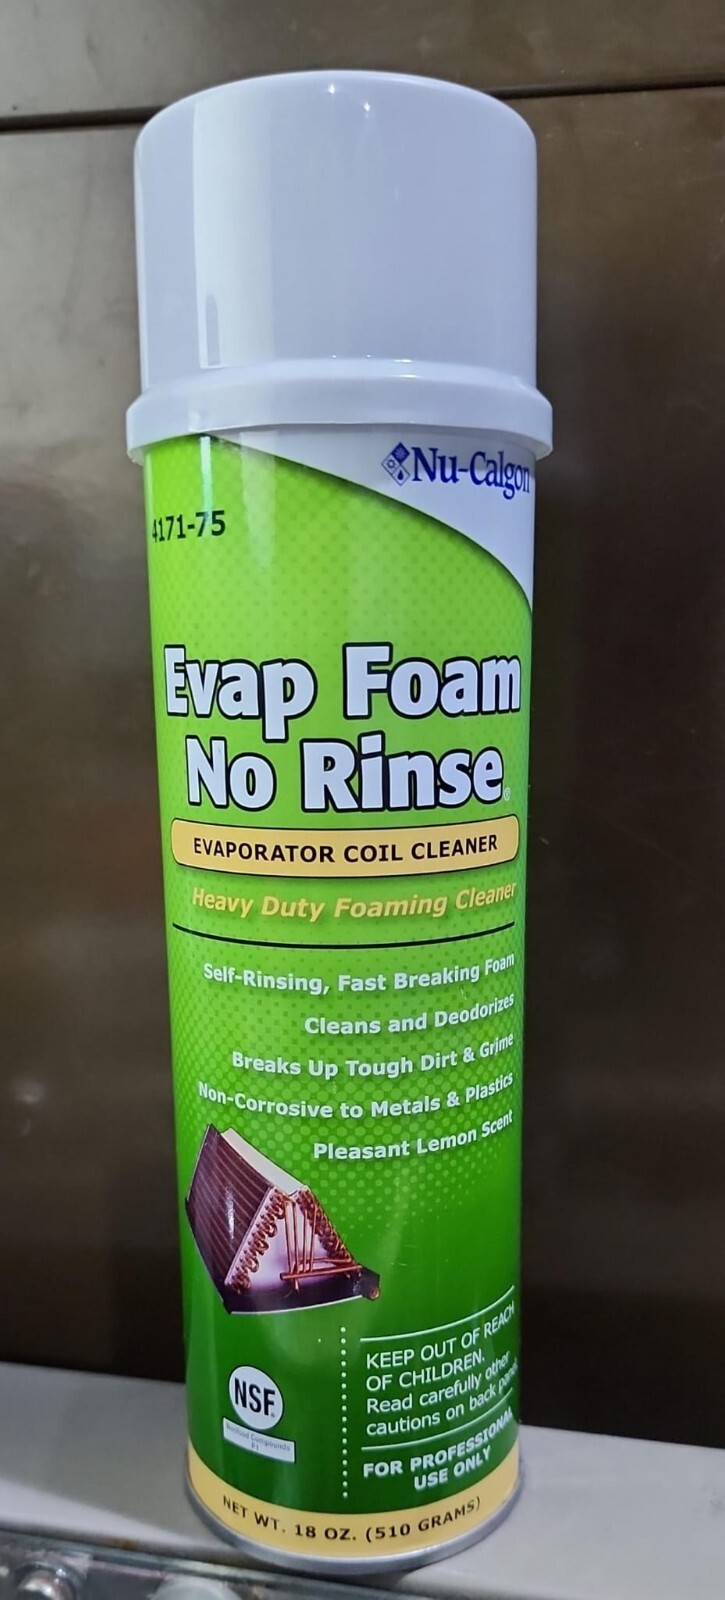 Nu-Calgon
4171-75
Evap Foam
No Rinse®
EVAPORATOR COIL CLEANER
Heavy Duty Foaming Cleaner
Self-Rinsing, Fast Breaking Foam
Cleans and Deodorizes
Breaks Up Tough Dirt & Grime
Non-Corrosive to Metals & Plastics
Pleasant Lemon Scent
KEEP OUT OF REACH
OF CHILDREN.
Read carefully other
cautions on back panel.
FOR PROFESSIONAL
USE ONLY
NSF®
Nonfood Compounds
P1
NET WT. 18 OZ. (510 GRAMS)